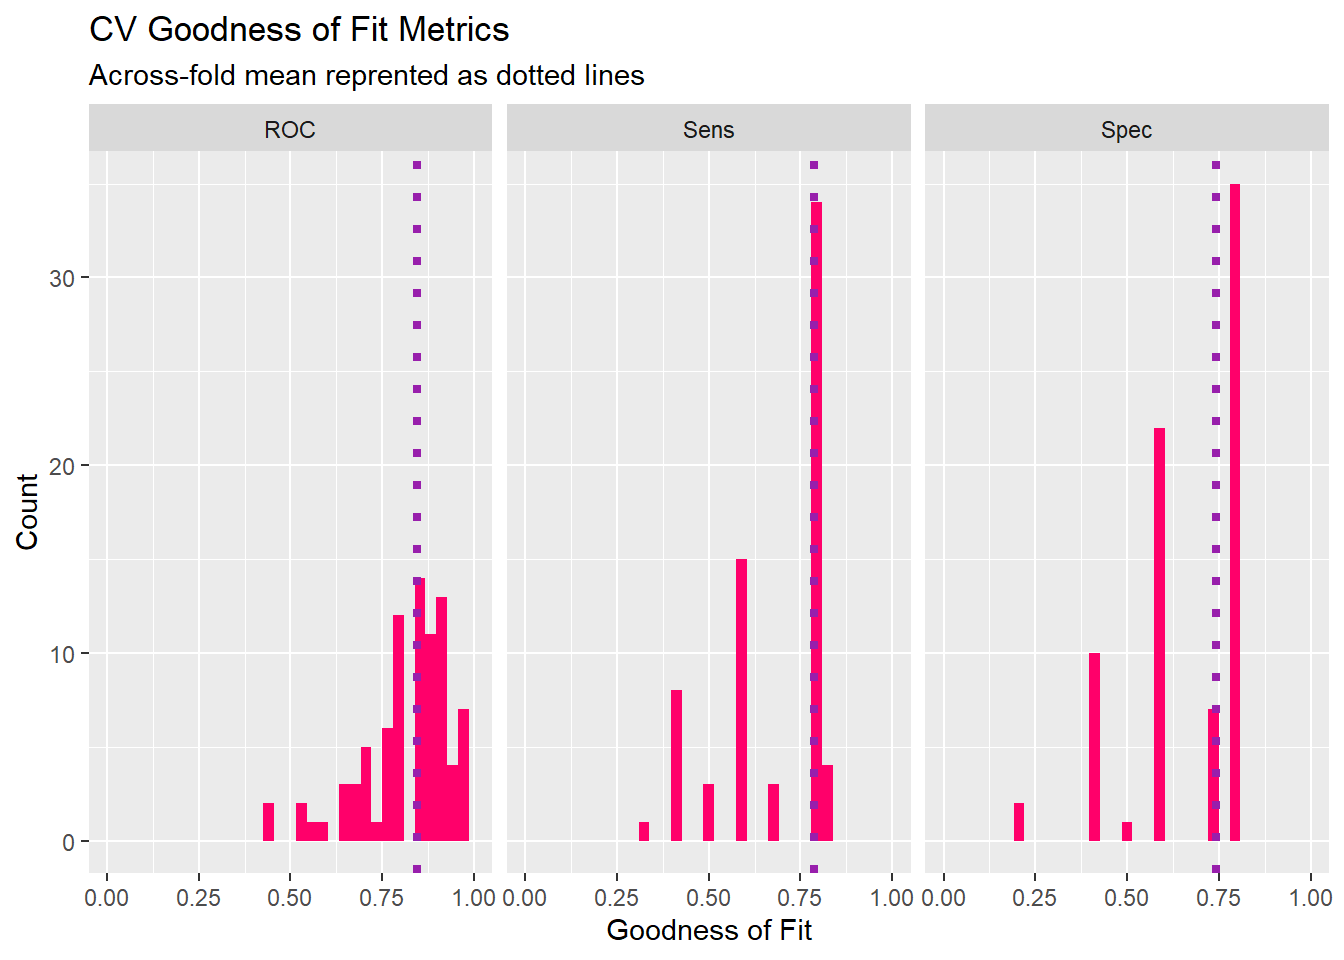 CV Goodness of Fit Metrics
Across-fold mean reprented as dotted lines
ROC Sens Spec
Count
30
20
10
0
0.00 0.25 0.50 0.75 1.00 0.00 0.25 0.50 0.75 1.00 0.00 0.25 0.50 0.75 1.00
Goodness of Fit